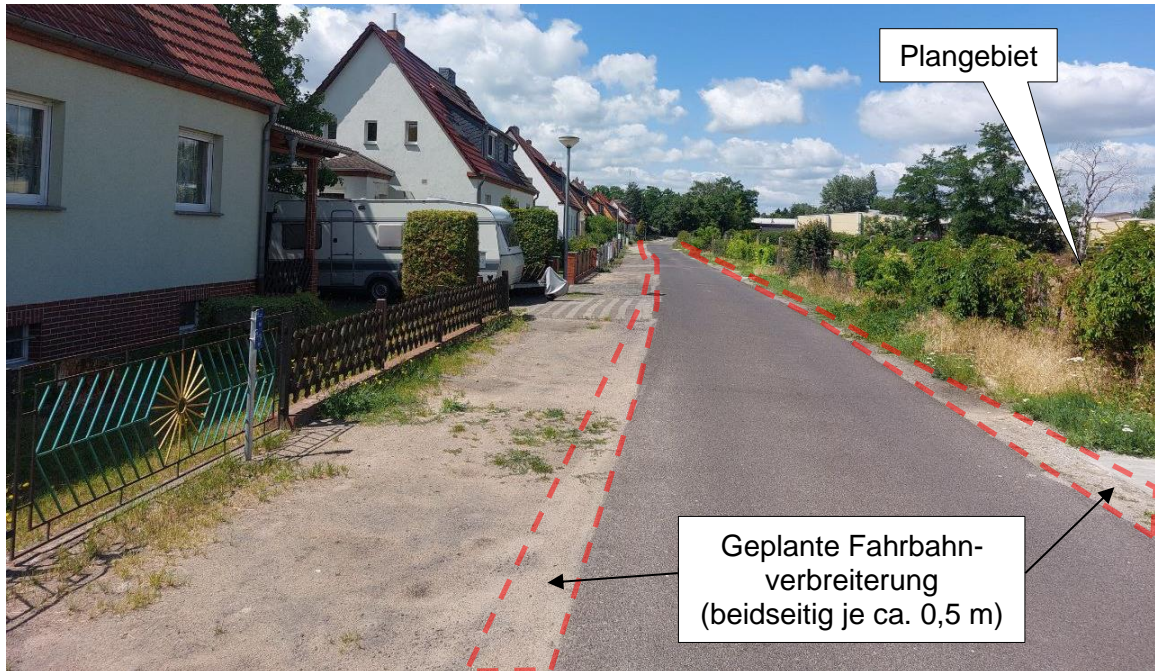 Plangebiet
Geplante Fahrbahn-
verbreiterung
(beidseitig je ca. 0,5 m)